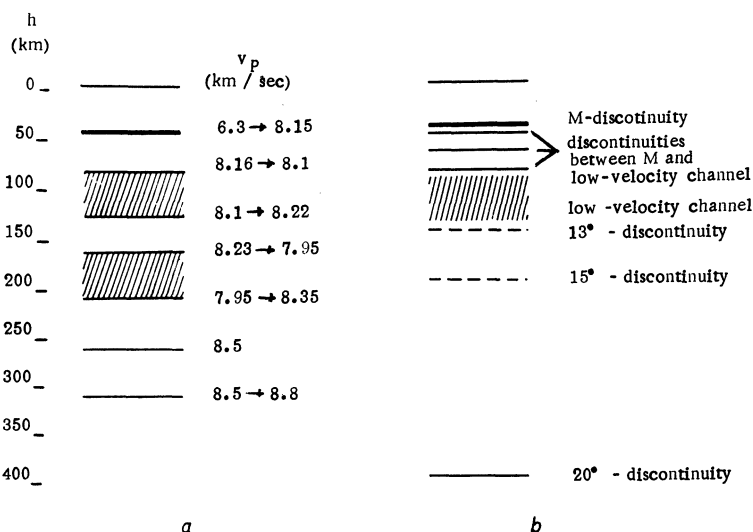 h
(km)
0
50
100
150
200
250
300
350
400
v_P
(km / sec)
6.3 → 8.15
8.16 → 8.1
8.1 → 8.22
8.23 → 7.95
7.95 → 8.35
8.5
8.5 → 8.8
a
M-discotinuity
discontinuities
between M and
low-velocity channel
low -velocity channel
13° - discontinuity
15° - discontinuity
20° - discontinuity
b